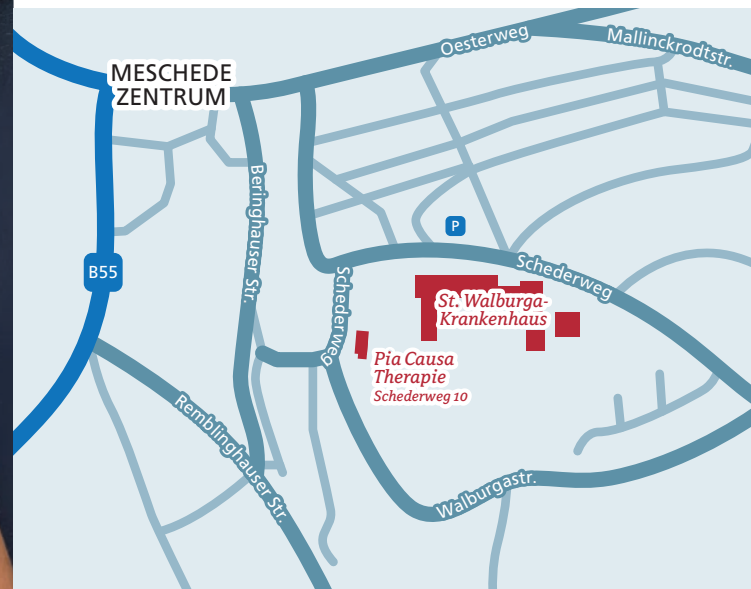 Oesterweg
Mallinckrodtstr.
MESCHEDE
ZENTRUM
Beringhauser Str.
P
B55
Schederweg
Schederweg
St. Walburga-
Krankenhaus
Pia Causa
Therapie
Schederweg 10
Remblinghauser Str.
Walburgastr.